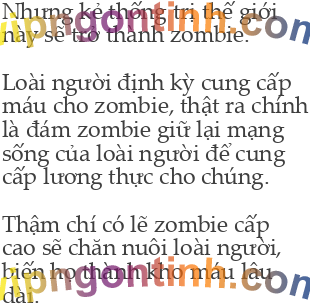 Nhưng kẻ thống trị thế giới
này sẽ trở thành zombie.
Loài người định kỳ cung cấp
máu cho zombie, thật ra chính
là đám zombie giữ lại mạng
sống của loài người để cung
cấp lương thực cho chúng.
Thậm chí có lẽ zombie cấp
cao sẽ chăn nuôi loài người,
biến họ thành kho máu lâu
dài.
vipngontinh.com
vipngontinh.com